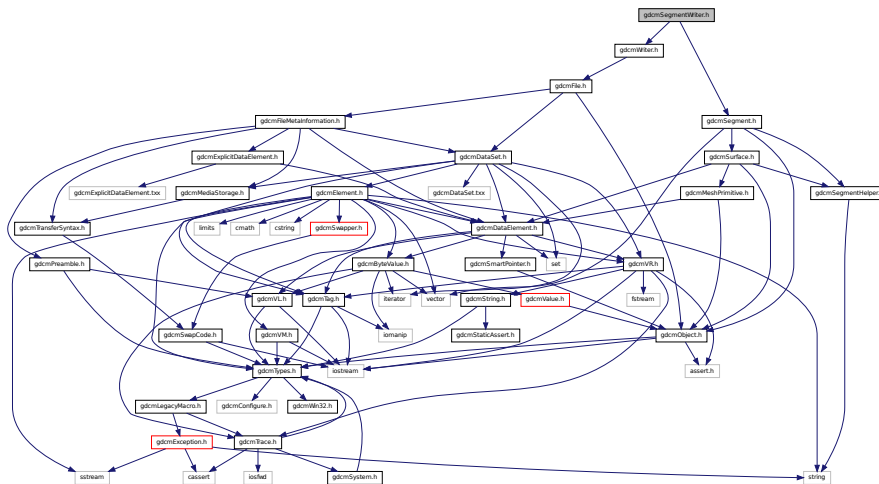 gdcmSegmentWriter.h
gdcmWriter.h
gdcmFile.h
gdcmFileMetaInformation.h
gdcmSegment.h
gdcmExplicitDataElement.h
gdcmDataSet.h
gdcmSurface.h
gdcmExplicitDataElement.txx
gdcmMediaStorage.h
gdcmElement.h
gdcmDataSet.txx
gdcmMeshPrimitive.h
gdcmSegmentHelper.h
gdcmTransferSyntax.h
limits
cmath
cstring
gdcmSwapper.h
gdcmDataElement.h
gdcmPreamble.h
gdcmByteValue.h
gdcmSmartPointer.h
set
gdcmVR.h
gdcmVL.h
gdcmTag.h
iterator
vector
gdcmString.h
gdcmValue.h
fstream
gdcmSwapCode.h
gdcmVM.h
iomanip
gdcmStaticAssert.h
gdcmObject.h
gdcmTypes.h
iostream
assert.h
gdcmLegacyMacro.h
gdcmConfigure.h
gdcmWin32.h
gdcmException.h
gdcmTrace.h
sstream
cassert
iosfwd
gdcmSystem.h
string